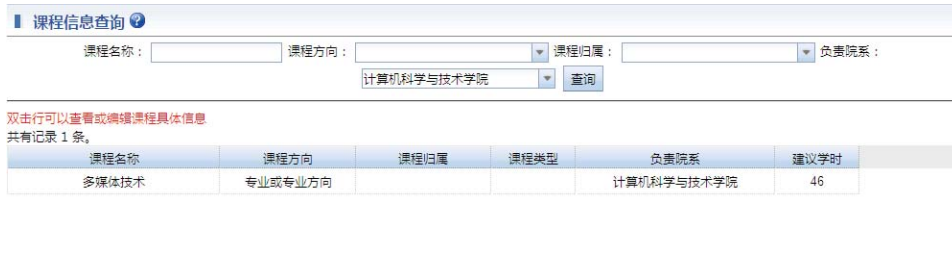 课程信息查询
课程名称： 课程方向： 课程归属： 负责院系：
计算机科学与技术学院 查询
双击行可以查看或编辑课程具体信息
共有记录 1 条。
课程名称 课程方向 课程归属 课程类型 负责院系 建议学时
多媒体技术 专业或专业方向 计算机科学与技术学院 46